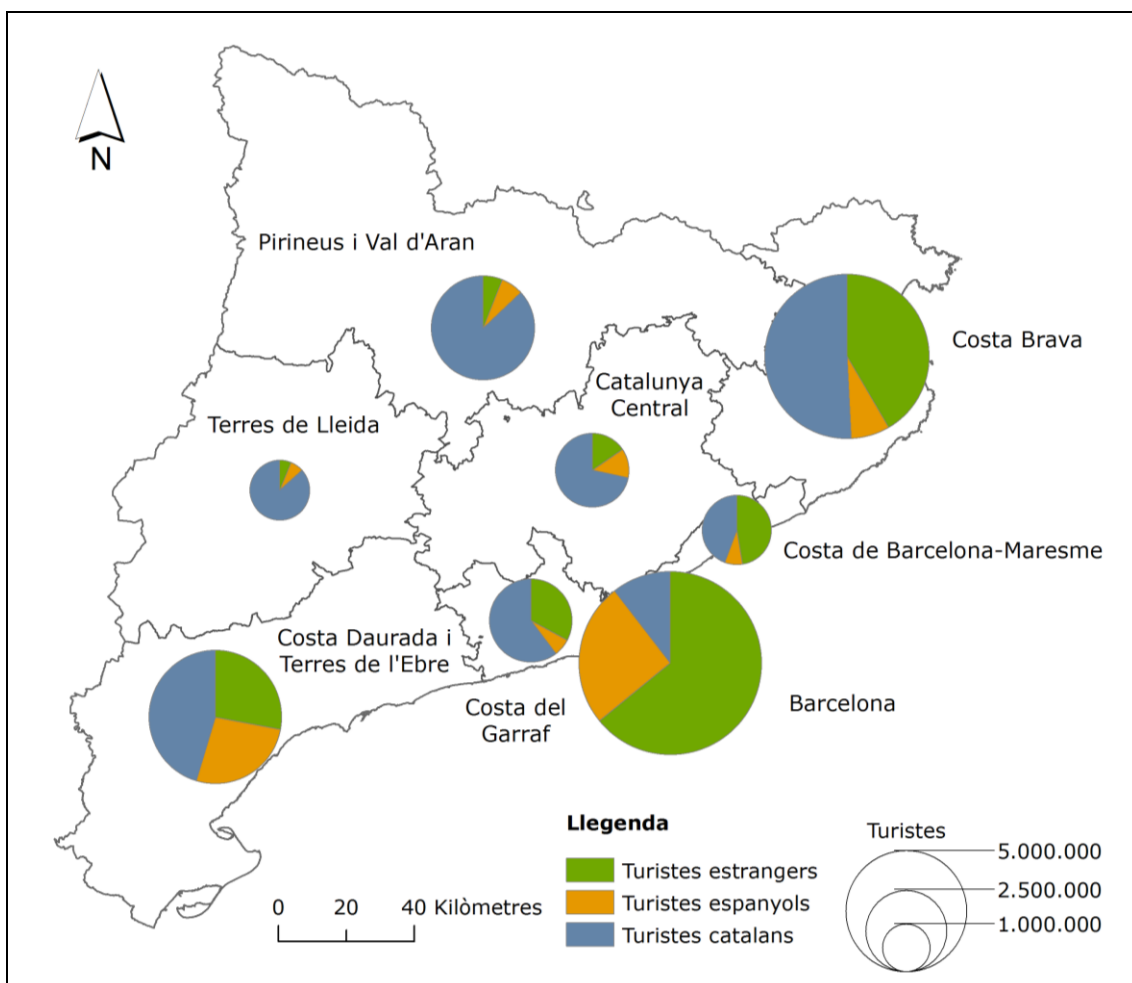 N
Pirineus i Val d'Aran
Costa Brava
Catalunya
Central
Terres de Lleida
Costa de Barcelona-Maresme
Costa Daurada i
Terres de l'Ebre
Costa del
Garraf
Barcelona
Llegenda
Turistes estrangers
Turistes espanyols
Turistes catalans
Turistes
5.000.000
2.500.000
1.000.000
0 20 40 Kilòmetres